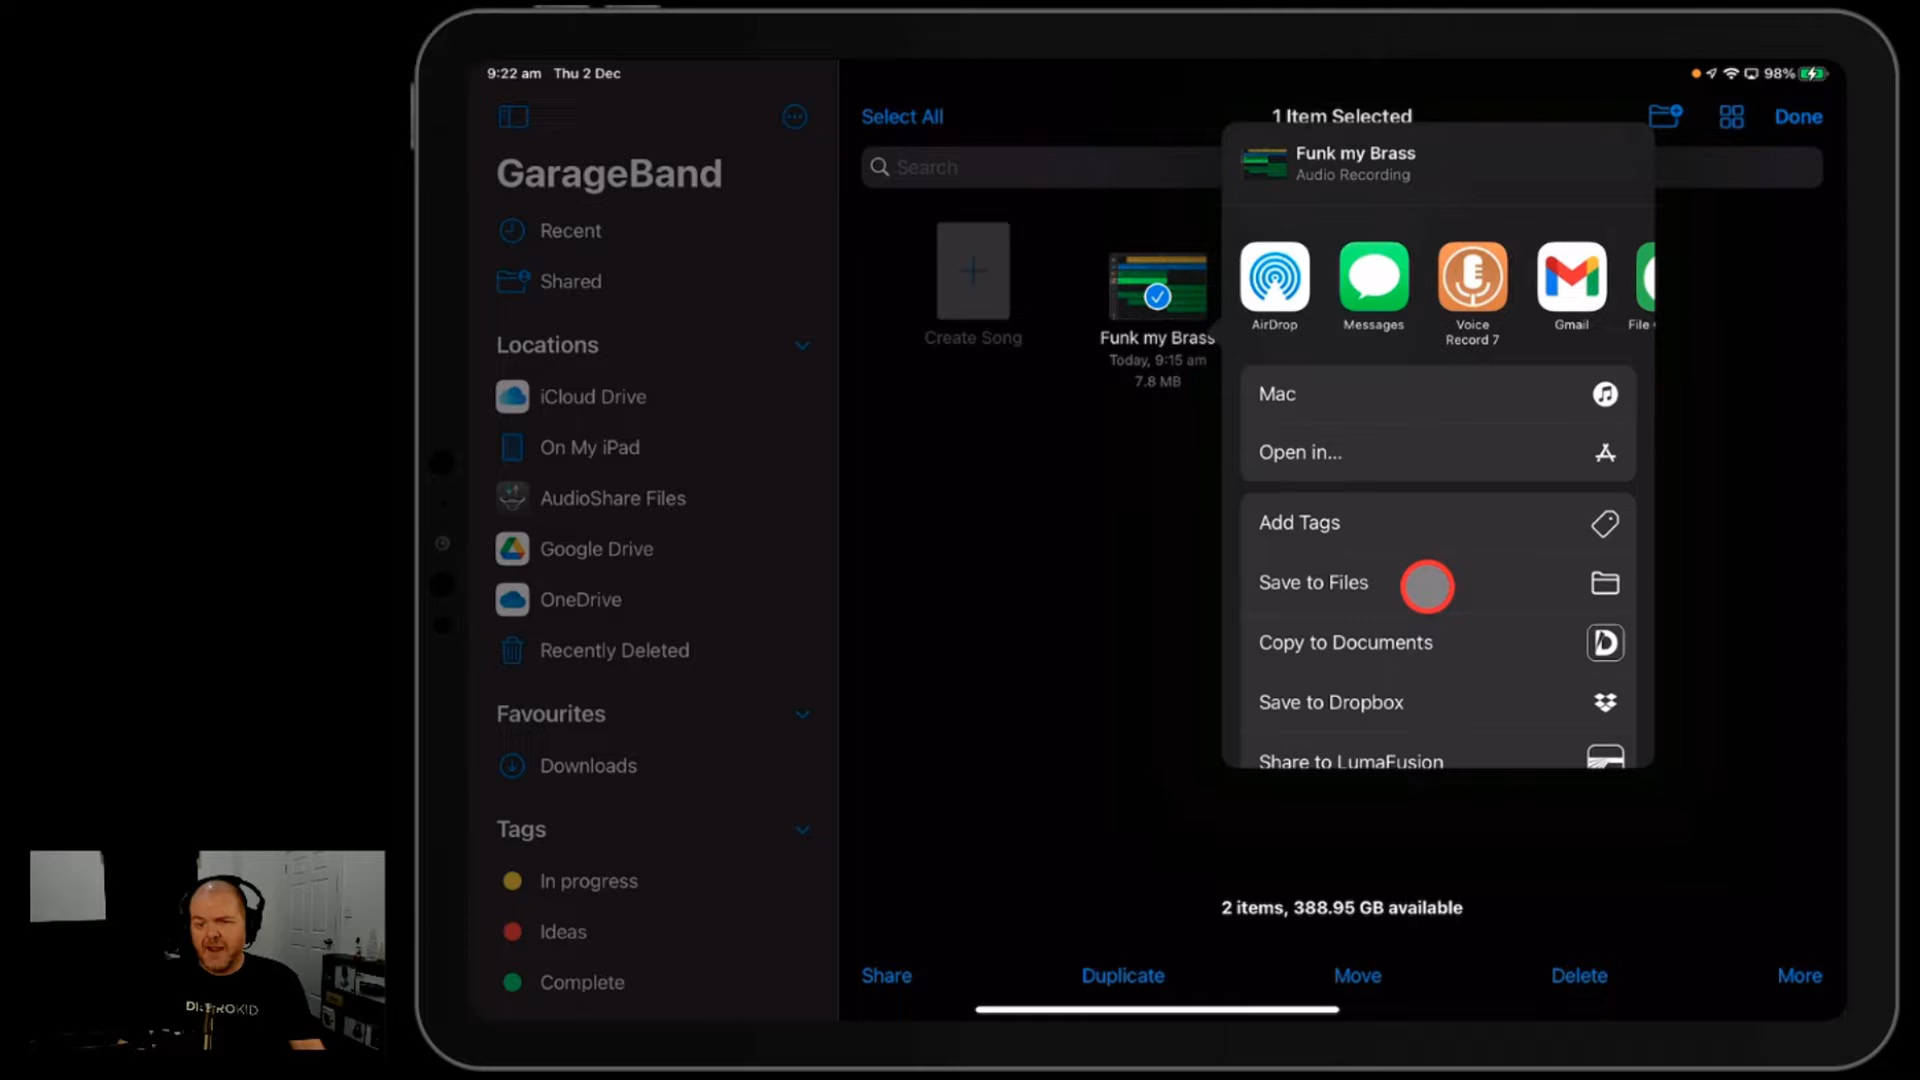 9:22 am Thu 2 Dec
98%
GarageBand
Recent
Shared
Locations
iCloud Drive
On My iPad
AudioShare Files
Google Drive
OneDrive
Recently Deleted
Favourites
Downloads
Tags
In progress
Ideas
Complete
Select All
1 Item Selected
Done
Search
Create Song
Funk my Brass
Today, 9:15 am
7.8 MB
Funk my Brass
Audio Recording
AirDrop
Messages
Voice
Record 7
Gmail
File
Mac
Open in...
Add Tags
Save to Files
Copy to Documents
Save to Dropbox
Share to LumaFusion
2 items, 388.95 GB available
Share
Duplicate
Move
Delete
More
DISTROKID